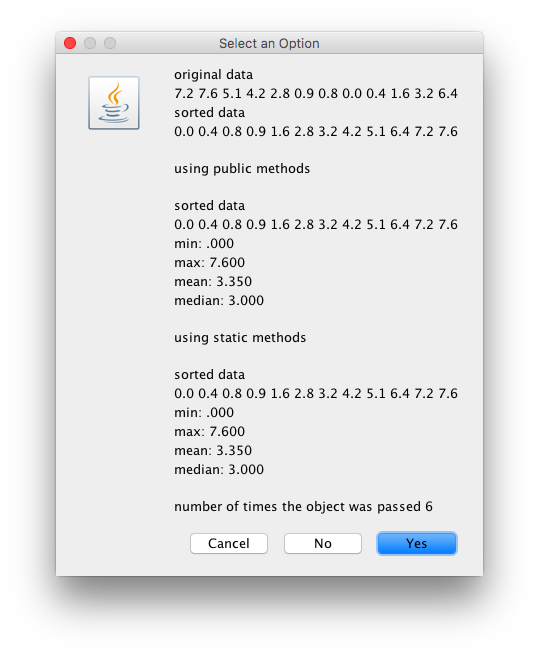 Select an Option
original data
7.2 7.6 5.1 4.2 2.8 0.9 0.8 0.0 0.4 1.6 3.2 6.4
sorted data
0.0 0.4 0.8 0.9 1.6 2.8 3.2 4.2 5.1 6.4 7.2 7.6
using public methods
sorted data
0.0 0.4 0.8 0.9 1.6 2.8 3.2 4.2 5.1 6.4 7.2 7.6
min: .000
max: 7.600
mean: 3.350
median: 3.000
using static methods
sorted data
0.0 0.4 0.8 0.9 1.6 2.8 3.2 4.2 5.1 6.4 7.2 7.6
min: .000
max: 7.600
mean: 3.350
median: 3.000
number of times the object was passed 6
Cancel No Yes